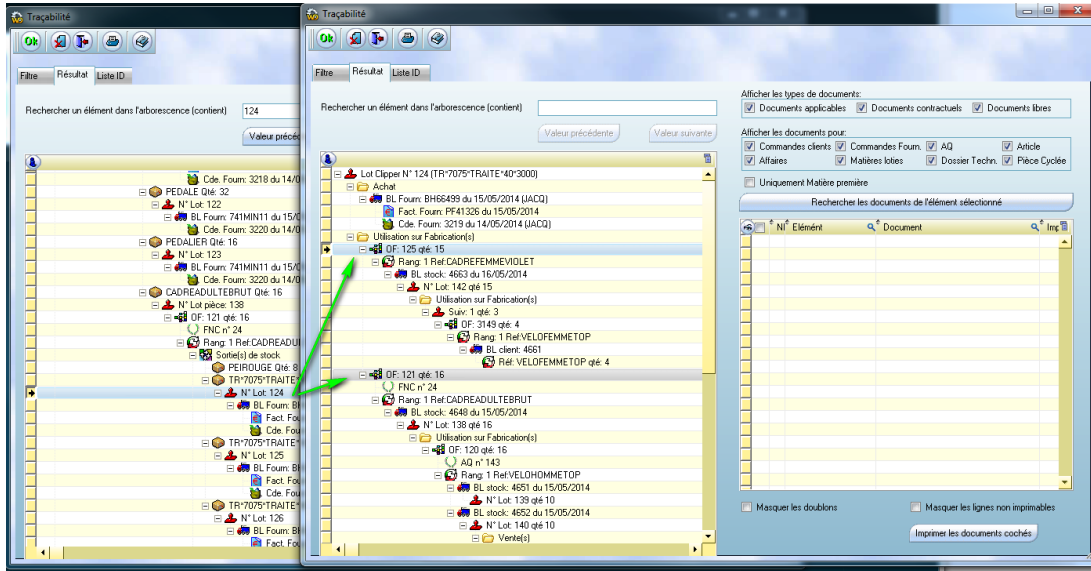 Traçabilité
Filtre
Résultat
Liste ID
Rechercher un élément dans l'arborescence (contient)
124
Valeur précéd
Cde. Fourn: 3218 du 14/0
PEDALE Qté: 32
N° Lot: 122
BL Fourn: 741MIN11 du 15/0
Cde. Fourn: 3220 du 14/0
PEDALIER Qté: 16
N° Lot: 123
BL Fourn: 741MIN11 du 15/0
Cde. Fourn: 3220 du 14/0
CADREADULTEBRUT Qté: 16
N° Lot pièce: 138
OF: 121 qté: 16
FNC n° 24
Rang: 1 Ref:CADREADU
Sortie(s) de stock
PEIROUGE Qté: 8
TR*7075*TRAITE*
N° Lot: 124
BL Fourn: BH
Fact. Fou
Cde. Fou
TR*7075*TRAITE*
N° Lot: 125
BL Fourn: BH
Fact. Fou
Cde. Fou
TR*7075*TRAITE*
N° Lot: 126
BL Fourn: BH
Fact. Fou
Traçabilité
Filtre
Résultat
Liste ID
Rechercher un élément dans l'arborescence (contient)
Valeur précédente
Valeur suivante
Lot Clipper N° 124 (TR*7075*TRAITE*40*3000)
Achat
BL Fourn: BH66499 du 15/05/2014 (JACQ)
Fact. Fourn: PF41326 du 15/05/2014
Cde. Fourn: 3219 du 14/05/2014 (JACQ)
Utilisation sur Fabrication(s)
OF: 125 qté: 15
Rang: 1 Ref:CADREFEMMEVIOLET
BL stock: 4663 du 16/05/2014
N° Lot: 142 qté 15
Utilisation sur Fabrication(s)
Suiv: 1 qté: 3
OF: 3149 qté: 4
Rang: 1 Ref:VELOFEMMETOP
BL client: 4661
Réf: VELOFEMMETOP qté: 4
OF: 121 qté: 16
FNC n° 24
Rang: 1 Ref:CADREADULTEBRUT
BL stock: 4648 du 15/05/2014
N° Lot: 138 qté 16
Utilisation sur Fabrication(s)
OF: 120 qté: 16
AQ n° 143
Rang: 1 Ref:VELOHOMMETOP
BL stock: 4651 du 15/05/2014
N° Lot: 139 qté 10
BL stock: 4652 du 15/05/2014
N° Lot: 140 qté 10
Vente(s)
Afficher les types de documents:
Documents applicables
Documents contractuels
Documents libres
Afficher les documents pour:
Commandes clients
Commandes Fourn.
AQ
Article
Affaires
Matières loties
Dossier Techn.
Pièce Cyclée
Uniquement Matière première
Rechercher les documents de l'élément sélectionné
NI
Elément
Document
Imp
Masquer les doublons
Masquer les lignes non imprimables
Imprimer les documents cochés